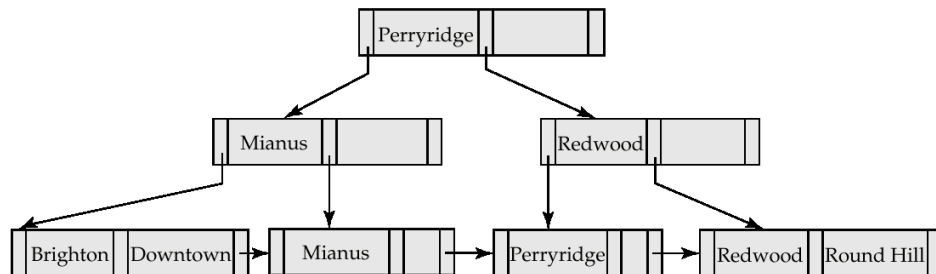 Perryridge
Mianus Redwood
Brighton Downtown Mianus Perryridge Redwood Round Hill